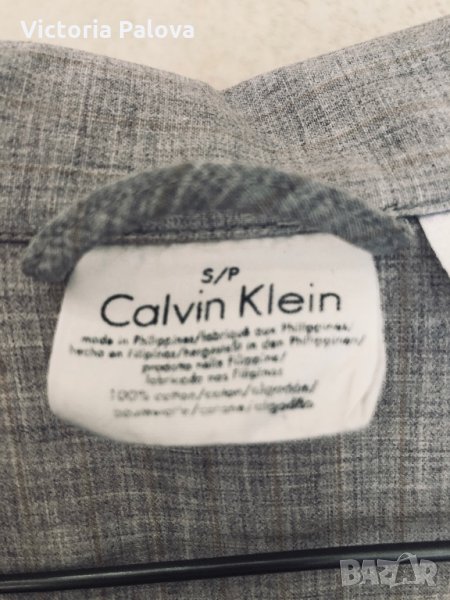 Victoria Palova
S/P
Calvin Klein
made in Philippines/fabriqué aux Philippines/
hecho en Filipinas/hergestellt in den Philippinen/
prodotto nelle Filippine/
fabricado nas Filipinas
100% cotton/coton/algodón/
baumwolle/cotone/algodão
BAZAR